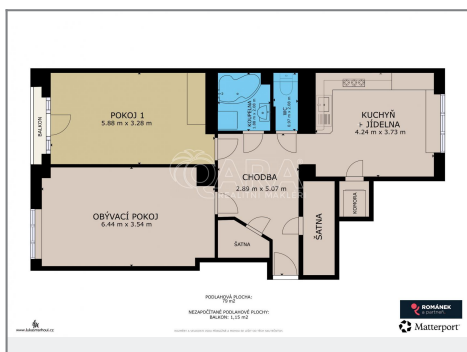 BALKON
POKOJ 1
5.88 m x 3.28 m
KOUPELNA
WC
KUCHYŇ
+ JÍDELNA
4.24 m x 3.73 m
CHODBA
2.89 m x 5.07 m
OBÝVACÍ POKOJ
6.44 m x 3.54 m
ŠATNA
ŠATNA
KOMORA
PODLAHOVÁ PLOCHA:
79 m2
NEZAPOČÍTANÉ PODLAHOVÉ PLOCHY:
BALKON: 1,15 m2
ROMÁNEK
a partneři
Matterport